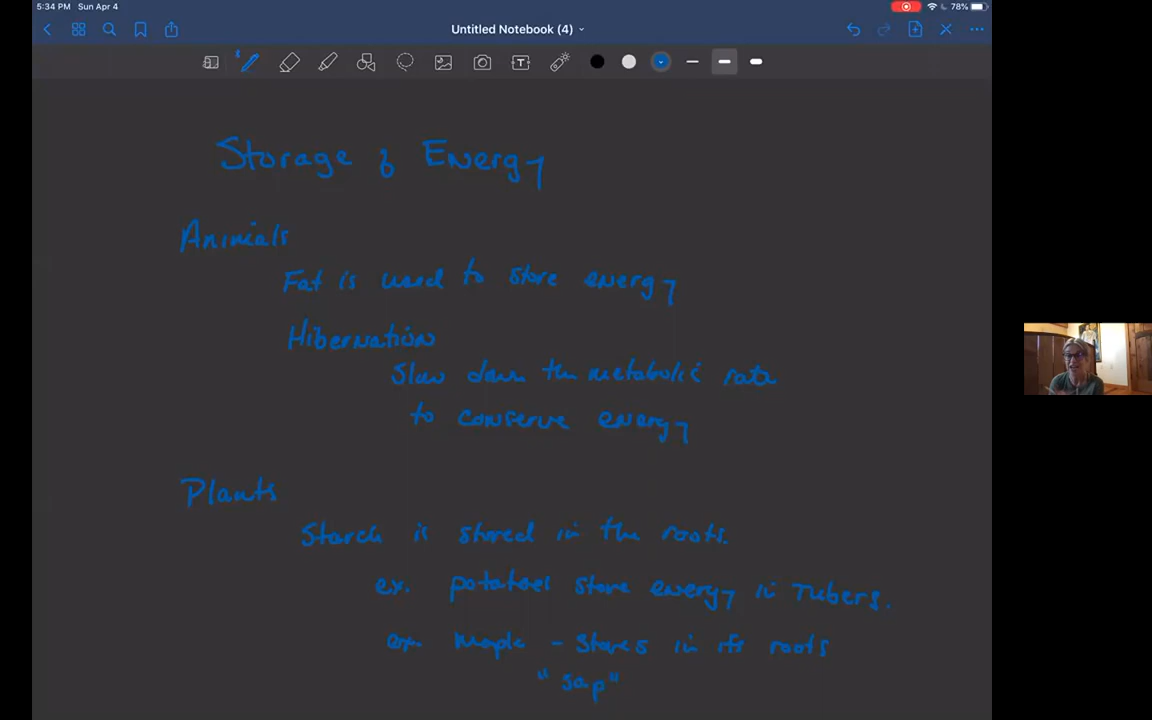 5:34 PM Sun Apr 4
78%
Untitled Notebook (4)
T
Storage of Energy
Animals
Fat is used to store energy
Hibernation
Slow down the metabolic rate
to conserve energy
Plants
Starch is stored in the roots.
ex. potatoes store energy in Tubers.
ex. Maple - Stores in its roots
"sap"